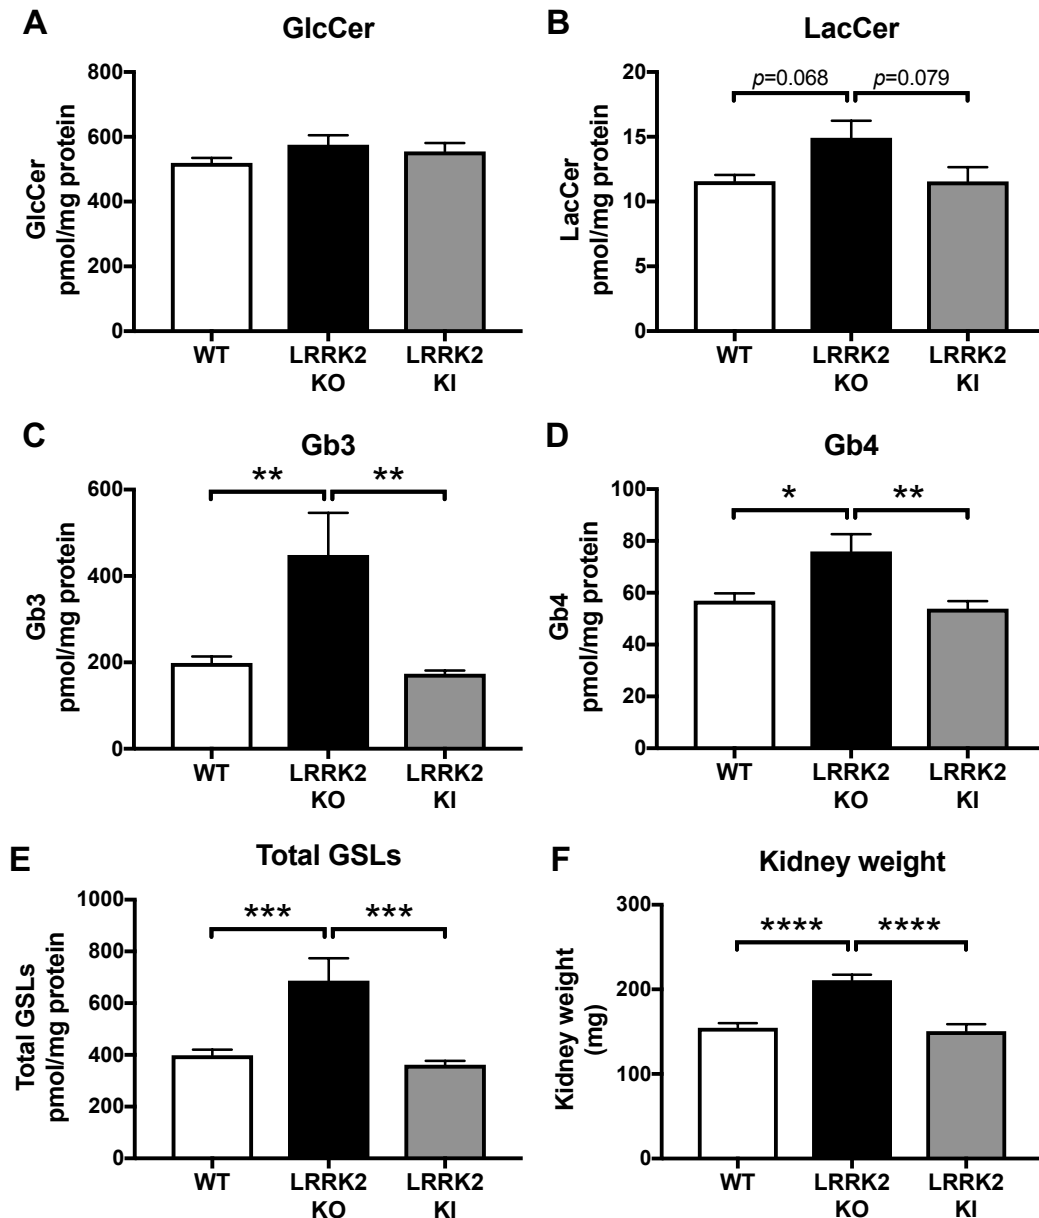 A
GlcCer
GlcCer
pmol/mg protein
800
600
400
200
0
WT
LRRK2
KO
LRRK2
KI
B
LacCer
LacCer
pmol/mg protein
20
15
10
5
0
p=0.068
p=0.079
WT
LRRK2
KO
LRRK2
KI
C
Gb3
Gb3
pmol/mg protein
600
400
200
0
**
**
WT
LRRK2
KO
LRRK2
KI
D
Gb4
Gb4
pmol/mg protein
100
80
60
40
20
0
*
**
WT
LRRK2
KO
LRRK2
KI
E
Total GSLs
Total GSLs
pmol/mg protein
1000
800
600
400
200
0
***
***
WT
LRRK2
KO
LRRK2
KI
F
Kidney weight
Kidney weight
(mg)
300
200
100
0
****
****
WT
LRRK2
KO
LRRK2
KI